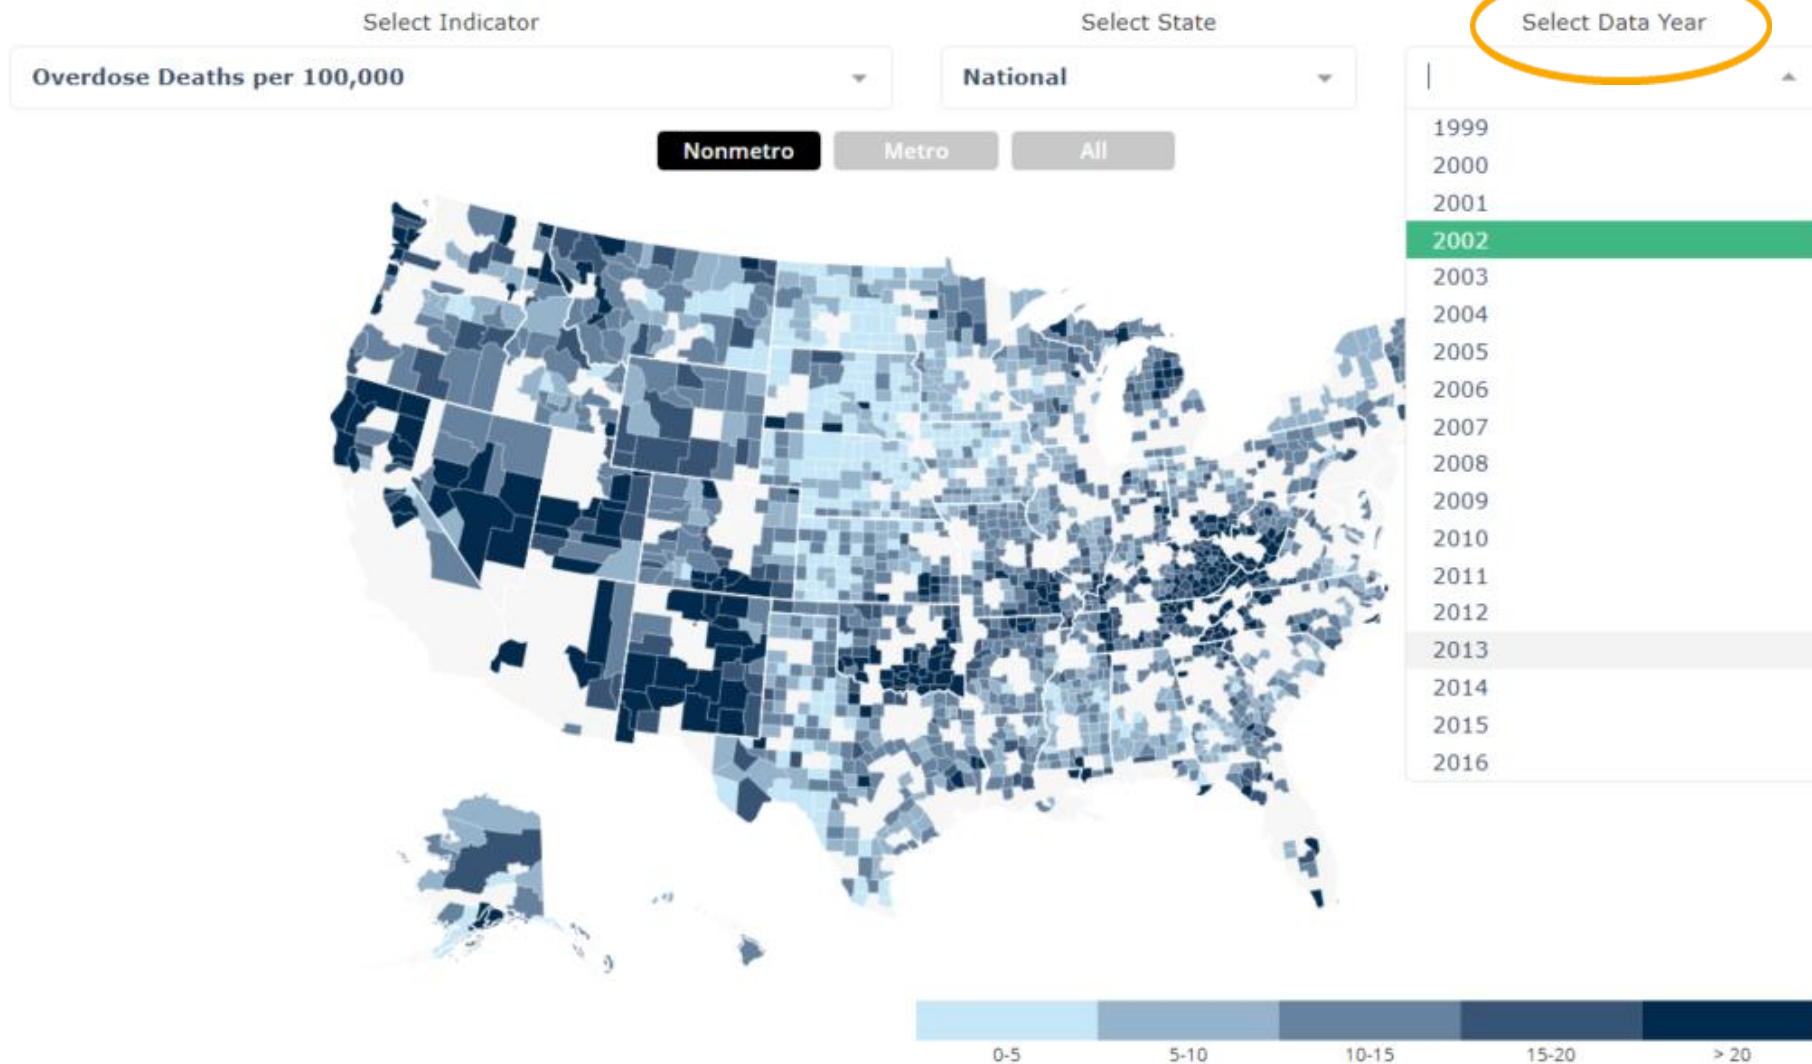 Select Indicator
Select State
Select Data Year
Overdose Deaths per 100,000
National
Nonmetro
Metro
All
1999
2000
2001
2002
2003
2004
2005
2006
2007
2008
2009
2010
2011
2012
2013
2014
2015
2016
0-5
5-10
10-15
15-20
> 20